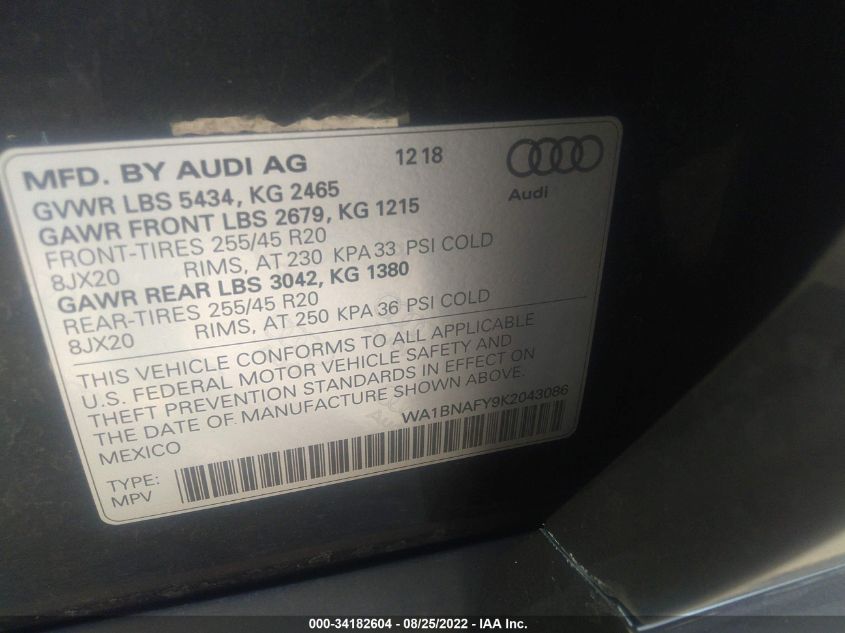 MFD. BY AUDI AG 12 18
Audi
GVWR LBS 5434, KG 2465
GAWR FRONT LBS 2679, KG 1215
FRONT-TIRES 255/45 R20
8JX20 RIMS, AT 230 KPA 33 PSI COLD
GAWR REAR LBS 3042, KG 1380
REAR-TIRES 255/45 R20
8JX20 RIMS, AT 250 KPA 36 PSI COLD
THIS VEHICLE CONFORMS TO ALL APPLICABLE
U.S. FEDERAL MOTOR VEHICLE SAFETY AND
THEFT PREVENTION STANDARDS IN EFFECT ON
THE DATE OF MANUFACTURE SHOWN ABOVE.
MEXICO WA1BNAFY9K2043086
TYPE:
MPV
000-34182604 / 08/25/2022 - IAA Inc.